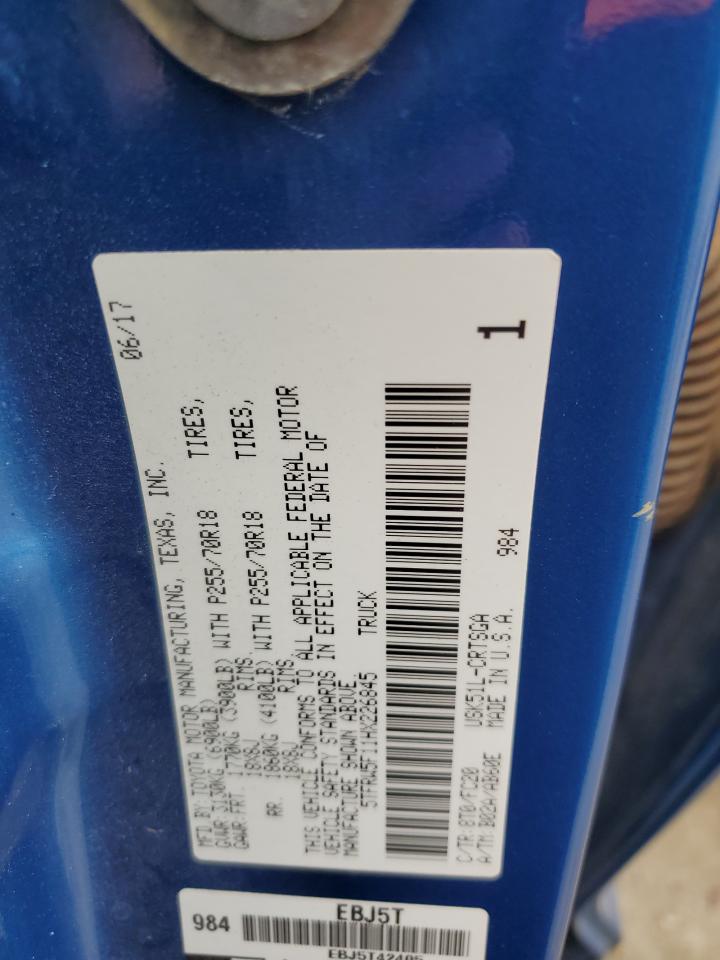 MFD BY: TOYOTA MOTOR MANUFACTURING, TEXAS, INC. 06/17
GVWR: 3130KG (6900LB)
GAWR: FRT. 1770KG (3900LB) WITH P255/70R18 TIRES,
18X8J RIMS,
RR. 1860KG (4100LB) WITH P255/70R18 TIRES,
18X8J RIMS,
THIS VEHICLE CONFORMS TO ALL APPLICABLE FEDERAL MOTOR
VEHICLE SAFETY STANDARDS IN EFFECT ON THE DATE OF
MANUFACTURE SHOWN ABOVE.
5TFRW5F11HX226845 TRUCK
1
C/TR: 8T0/FC20 USK51L-CRTSGA 984
A/TM: 802A/AB60E MADE IN U.S.A.
EBJ5T
984
EBJ5T42405